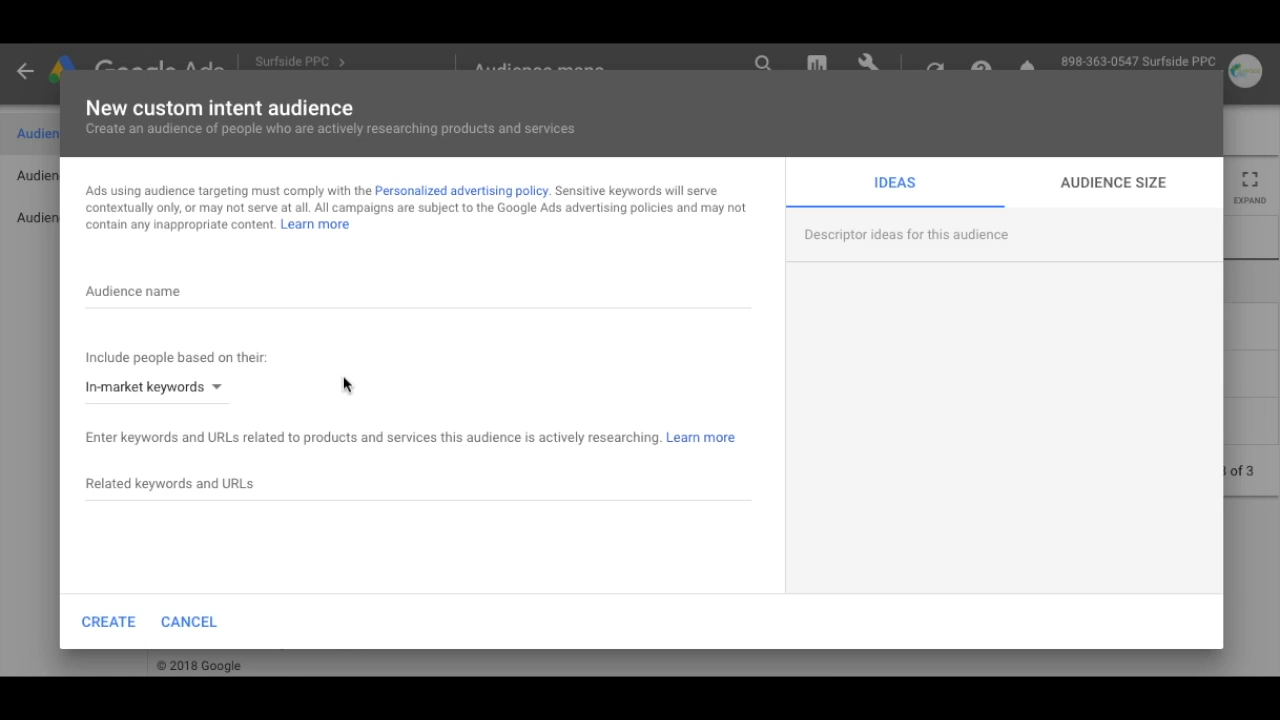 Surfside PPC
898-363-0547 Surfside PPC
New custom intent audience
Create an audience of people who are actively researching products and services
Audien
Audien
Audien
Ads using audience targeting must comply with the Personalized advertising policy. Sensitive keywords will serve
contextually only, or may not serve at all. All campaigns are subject to the Google Ads advertising policies and may not
contain any inappropriate content. Learn more
Audience name
Include people based on their:
In-market keywords
Enter keywords and URLs related to products and services this audience is actively researching. Learn more
Related keywords and URLs
IDEAS
AUDIENCE SIZE
Descriptor ideas for this audience
EXPAND
of 3
CREATE
CANCEL
© 2018 Google